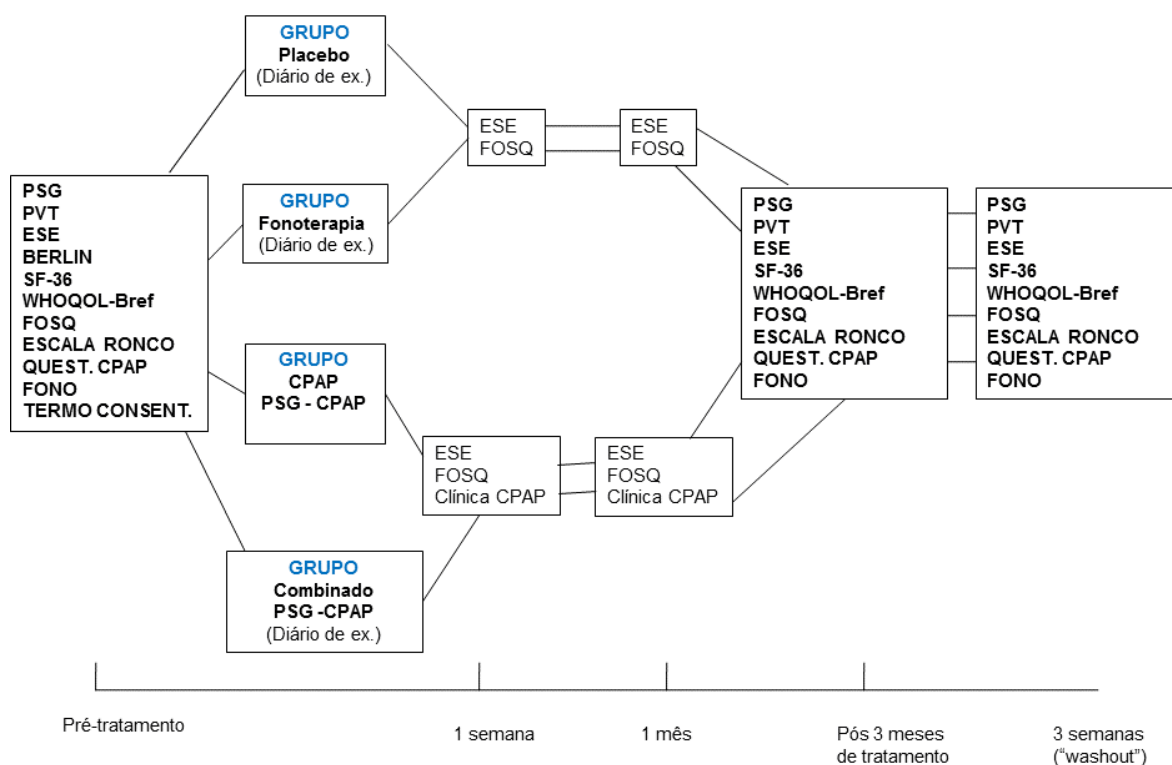 PSG
PVT
ESE
BERLIN
SF-36
WHOQOL-Bref
FOSQ
ESCALA RONCO
QUEST. CPAP
FONO
TERMO CONSENT.
GRUPO
Placebo
(Diário de ex.)
GRUPO
Fonoterapia
(Diário de ex.)
GRUPO
CPAP
PSG - CPAP
GRUPO
Combinado
PSG -CPAP
(Diário de ex.)
ESE
FOSQ
ESE
FOSQ
ESE
FOSQ
Clínica CPAP
ESE
FOSQ
Clínica CPAP
PSG
PVT
ESE
SF-36
WHOQOL-Bref
FOSQ
ESCALA RONCO
QUEST. CPAP
FONO
PSG
PVT
ESE
SF-36
WHOQOL-Bref
FOSQ
ESCALA RONCO
QUEST. CPAP
FONO
Pré-tratamento
1 semana
1 mês
Pós 3 meses
de tratamento
3 semanas
(“washout”)